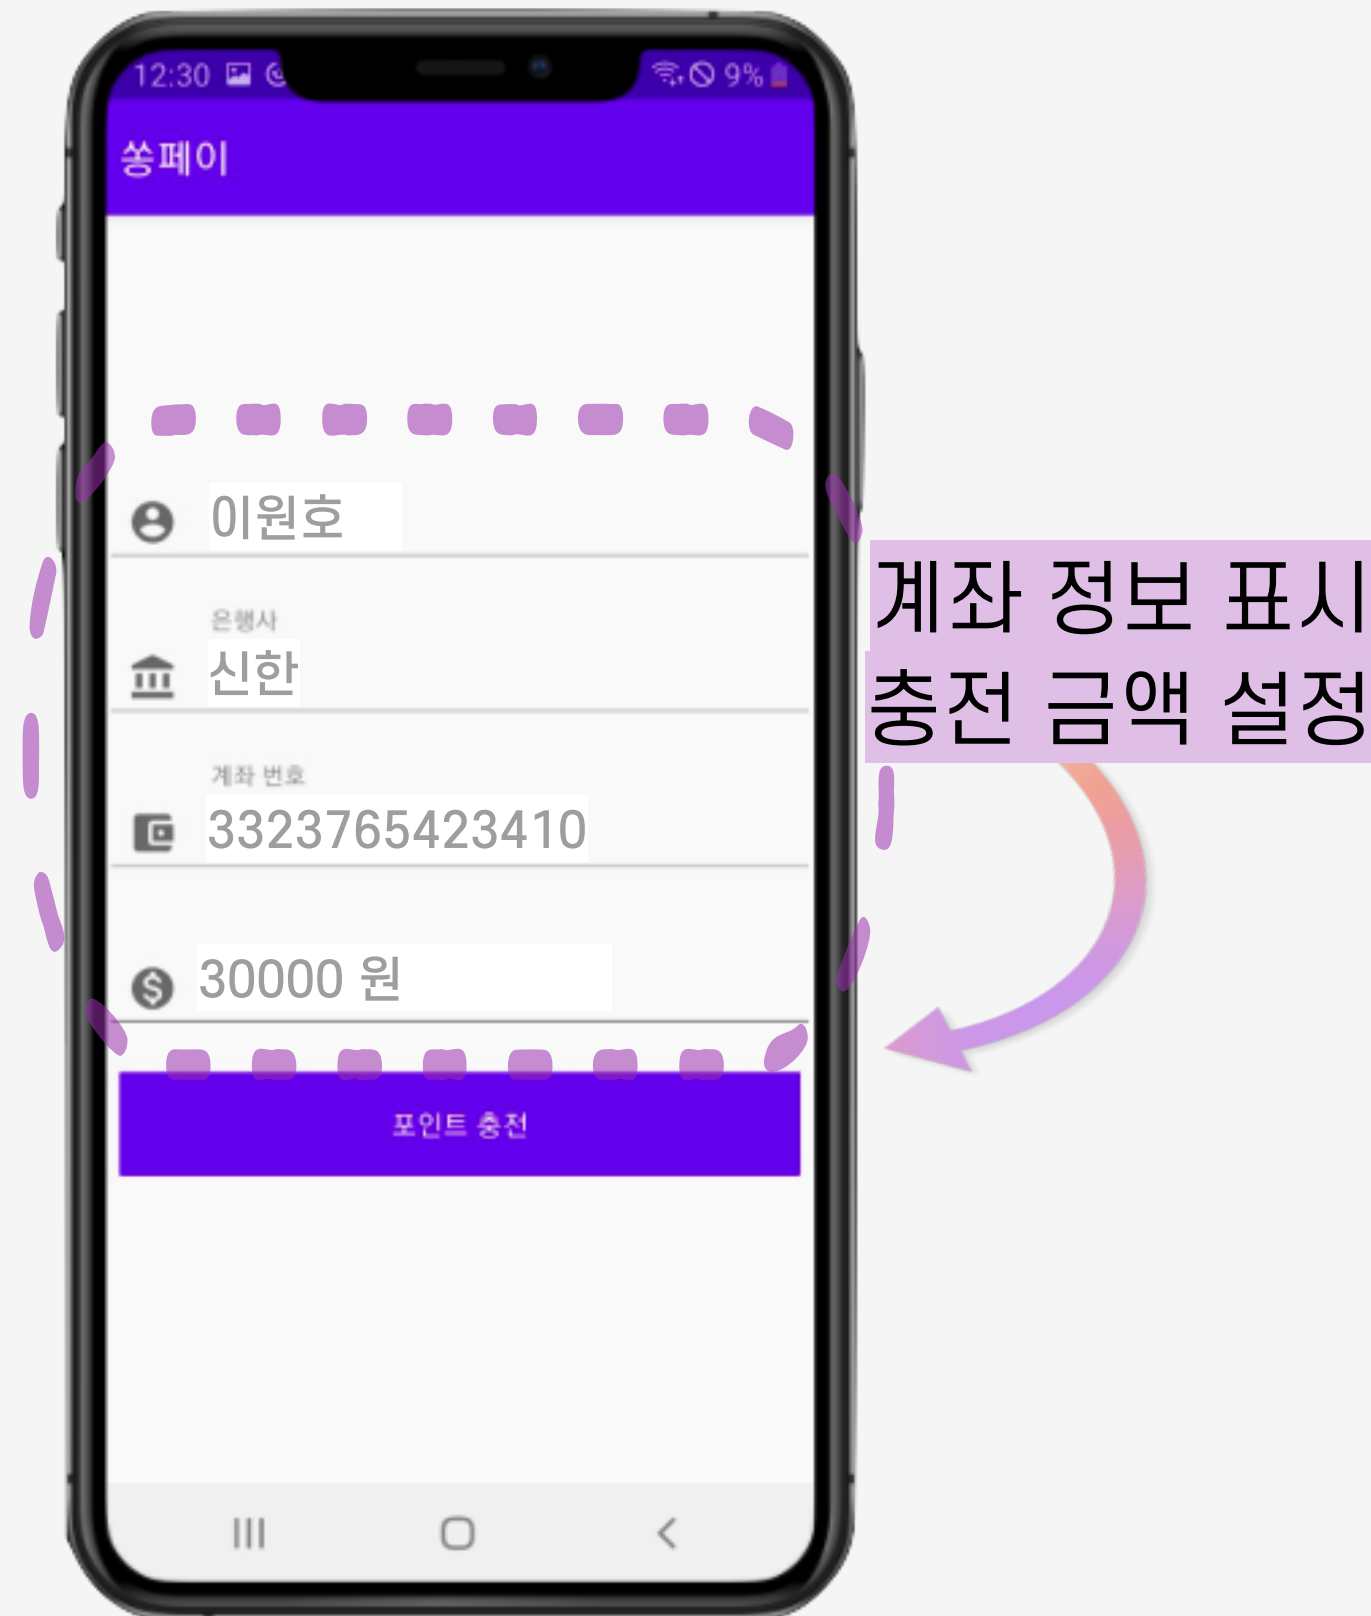 12:30
9%
쏭페이
이원호
은행사
신한
계좌 번호
3323765423410
30000 원
포인트 충전
계좌 정보 표시
충전 금액 설정